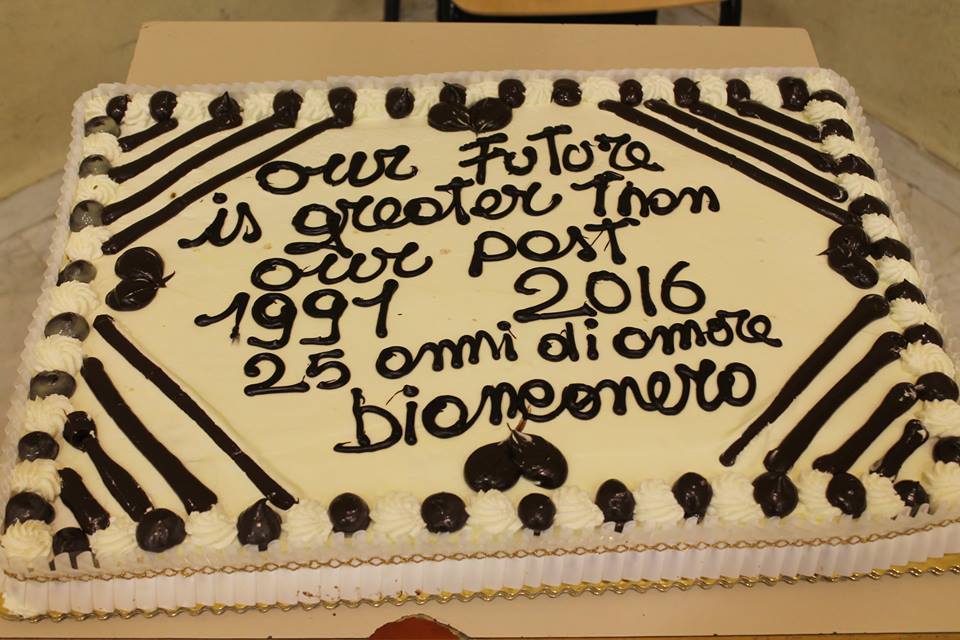 our Future
is greater Than
our past
1991 2016
25 anni di amore
bianconero